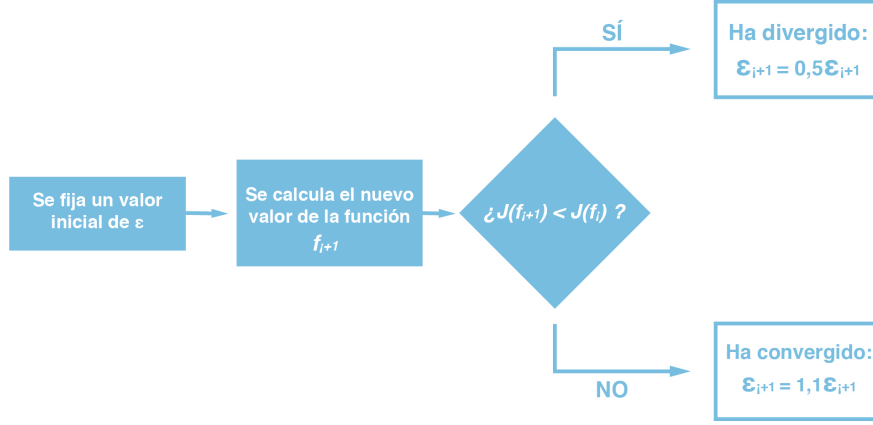 Se fija un valor
inicial de ε
Se calcula el nuevo
valor de la función
fᵢ₊₁
¿J(fᵢ₊₁) < J(fᵢ) ?
SÍ
Ha divergido:
εᵢ₊₁ = 0,5εᵢ₊₁
NO
Ha convergido:
εᵢ₊₁ = 1,1εᵢ₊₁